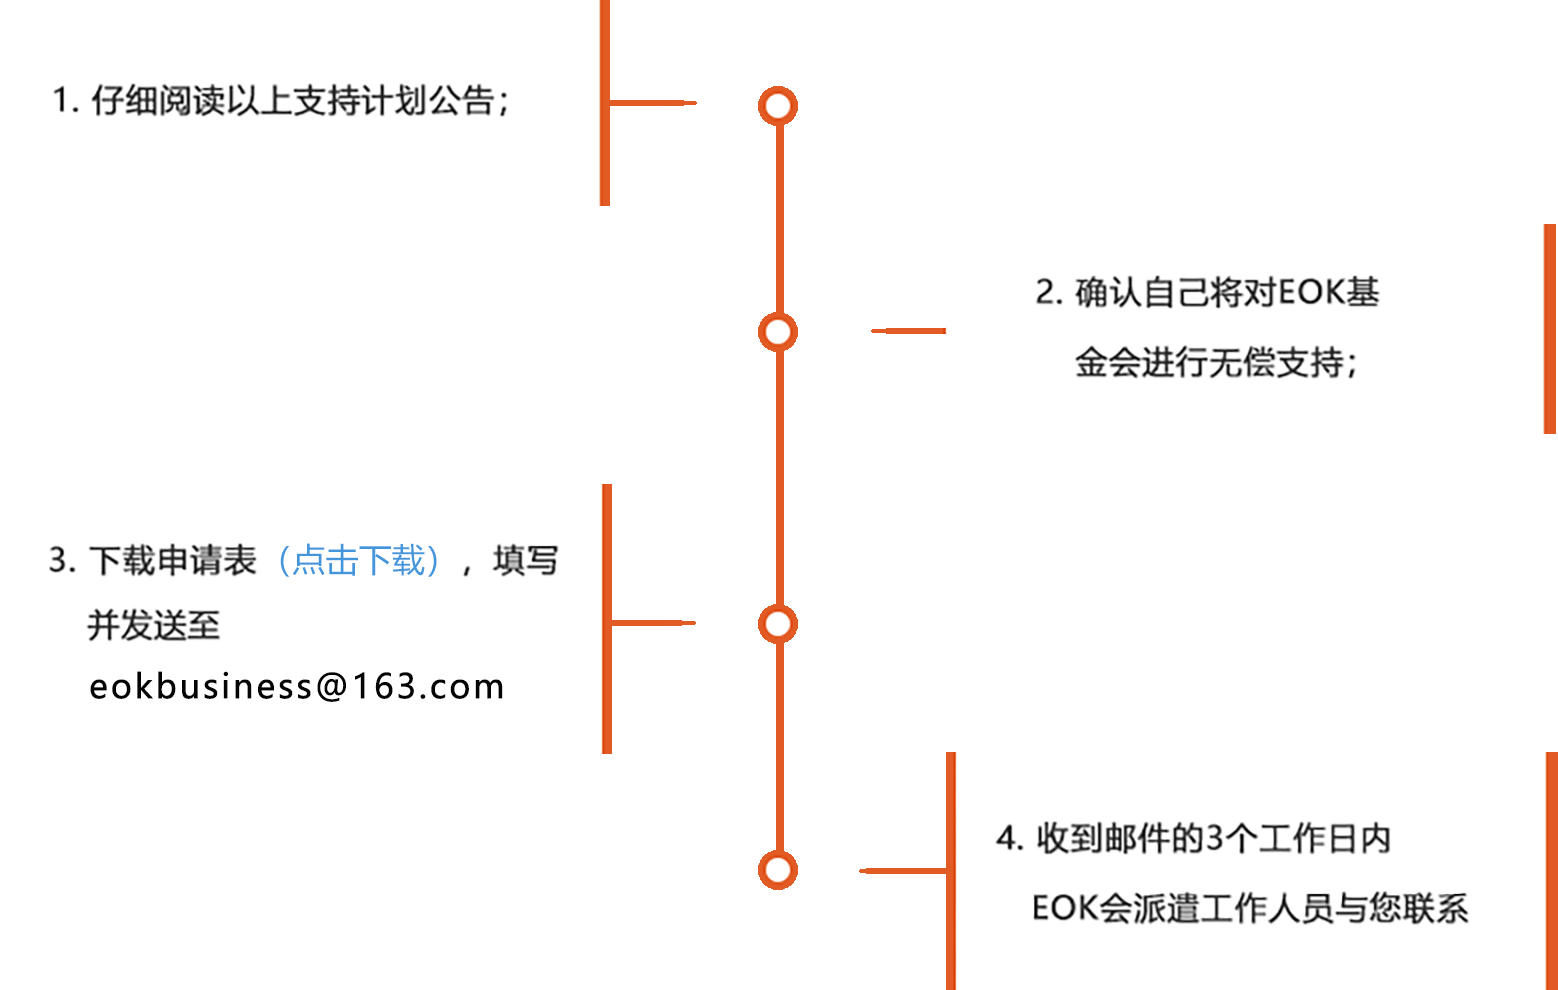 1. 仔细阅读以上支持计划公告；
2. 确认自己将对EOK基
金会进行无偿支持；
3. 下载申请表（点击下载），填写
并发送至
eokbusiness@163.com
4. 收到邮件的3个工作日内
EOK会派遣工作人员与您联系